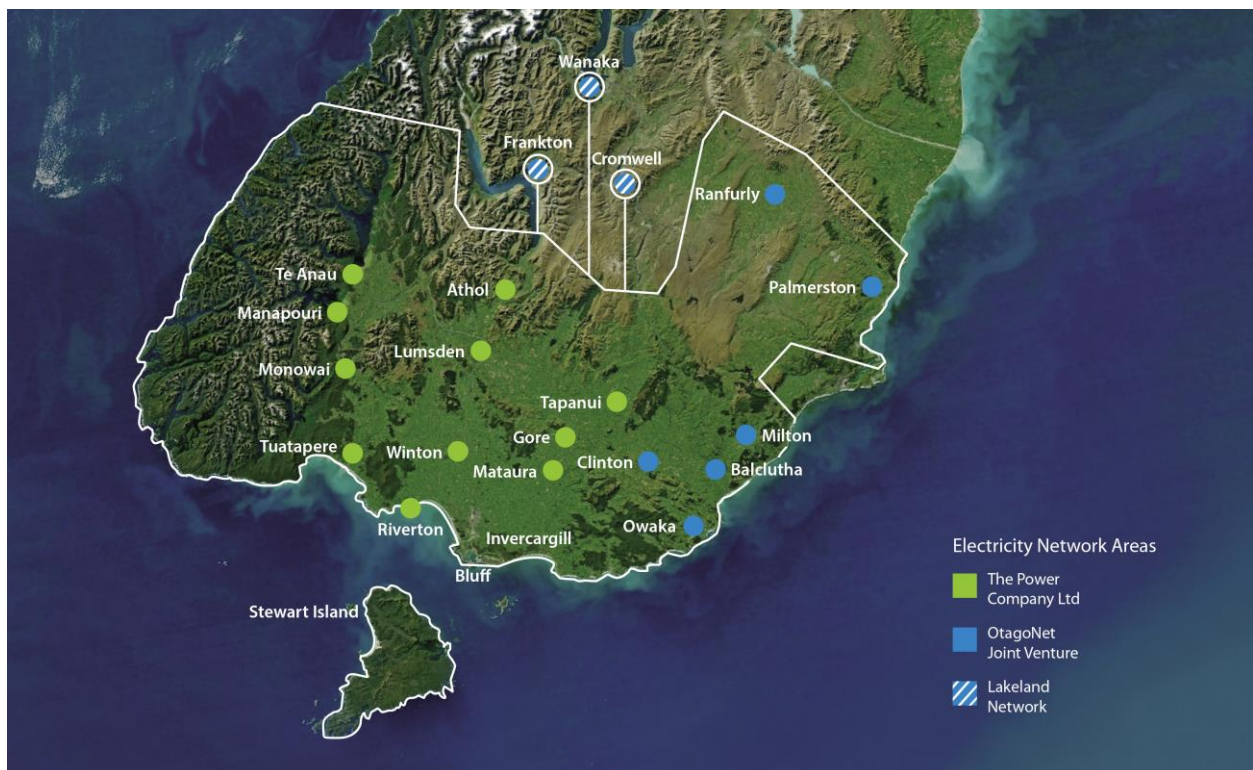 Wanaka
Frankton
Cromwell
Ranfurly
Te Anau
Athol
Palmerston
Manapouri
Lumsden
Monowai
Tapanui
Gore
Milton
Tuatapere
Winton
Clinton
Mataura
Balclutha
Riverton
Owaka
Invercargill
Bluff
Stewart Island
Electricity Network Areas
The Power
Company Ltd
OtagoNet
Joint Venture
Lakeland
Network